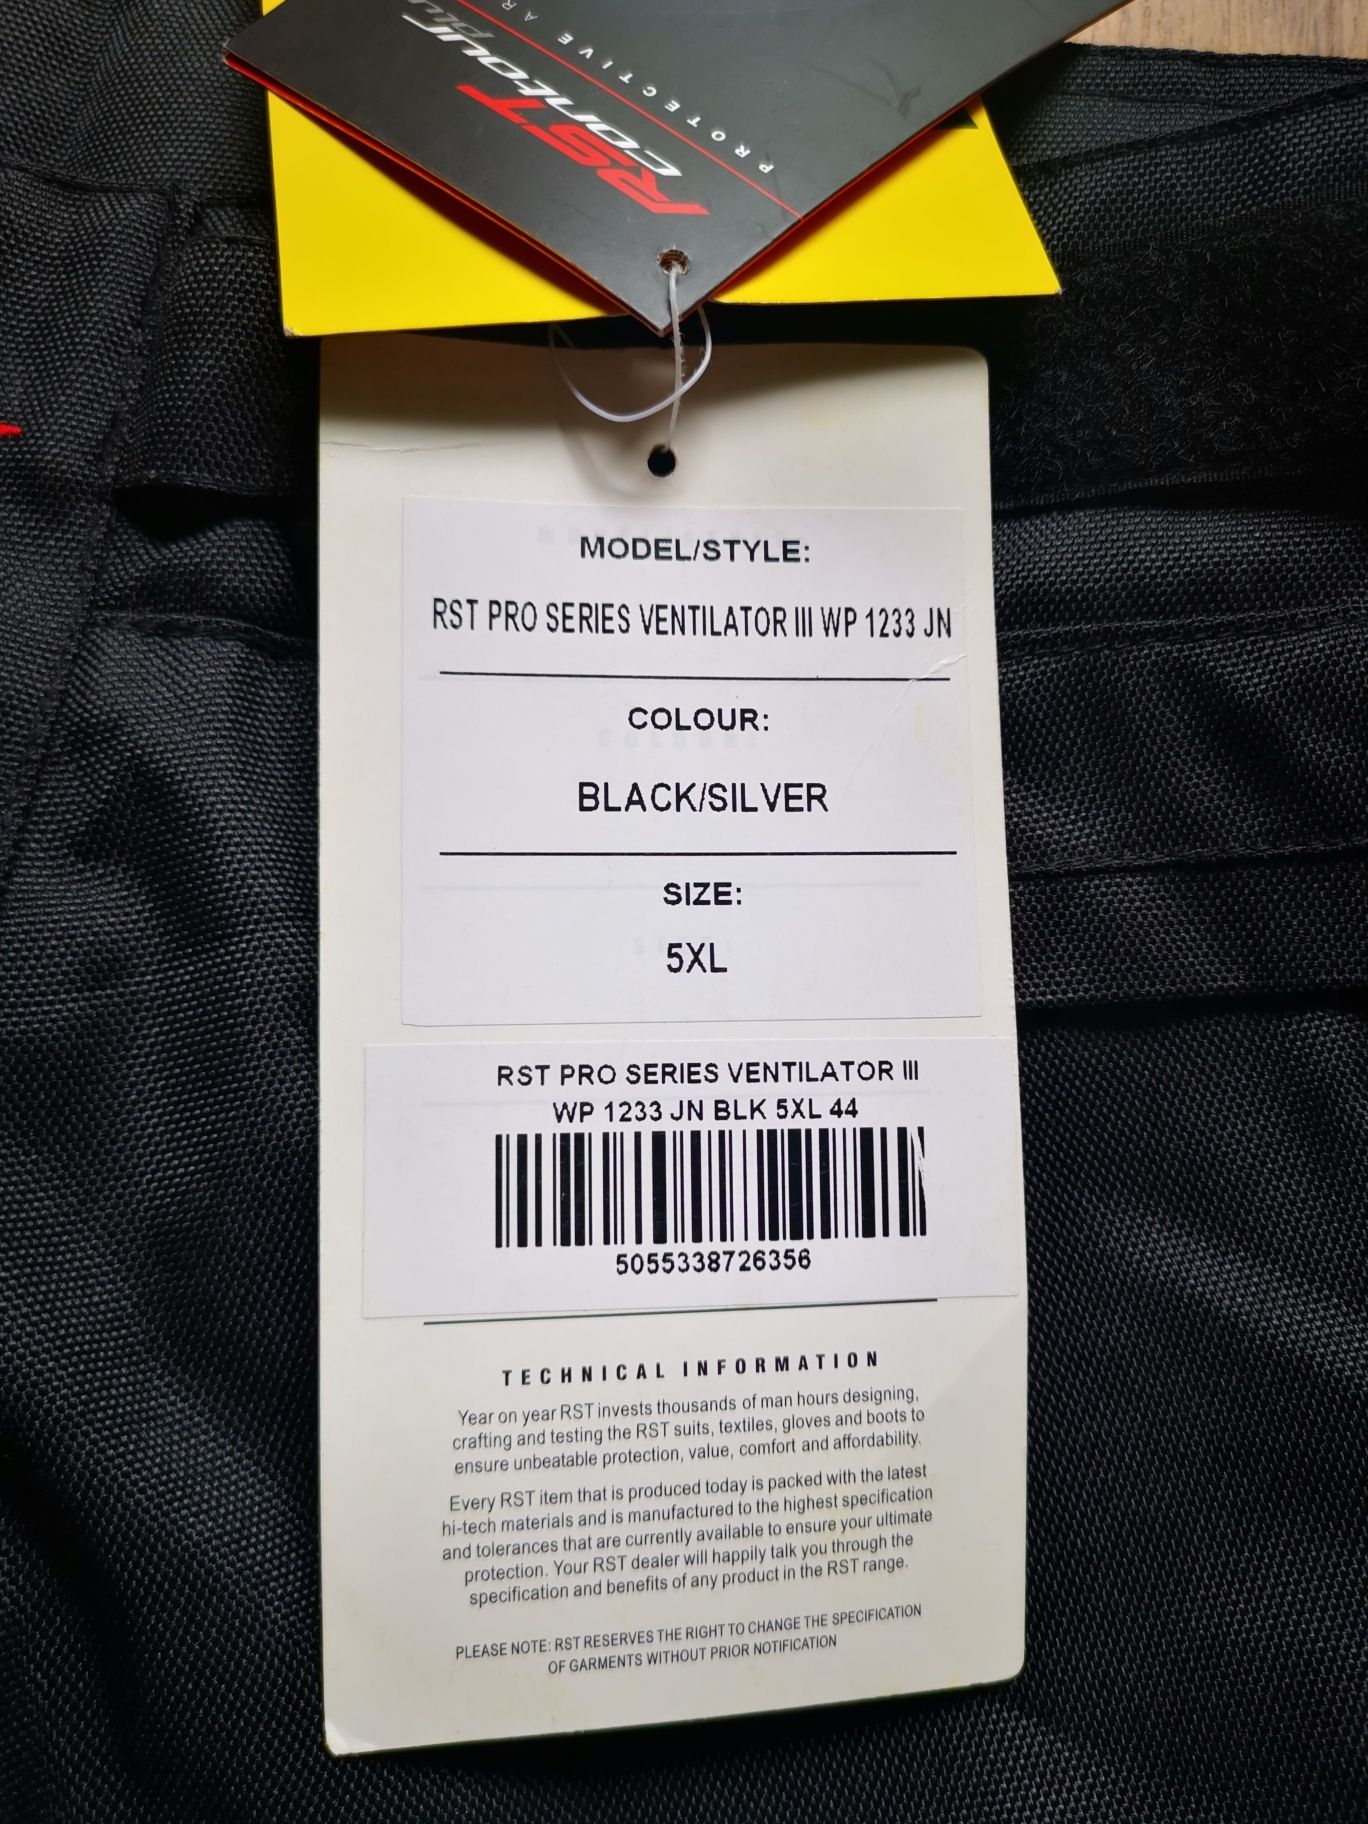 RST
contour plus
PROTECTIVE AR
MODEL/STYLE:
RST PRO SERIES VENTILATOR III WP 1233 JN
COLOUR:
BLACK/SILVER
SIZE:
5XL
RST PRO SERIES VENTILATOR III
WP 1233 JN BLK 5XL 44
5055338726356
TECHNICAL INFORMATION
Year on year RST invests thousands of man hours designing,
crafting and testing the RST suits, textiles, gloves and boots to
ensure unbeatable protection, value, comfort and affordability.
Every RST item that is produced today is packed with the latest
hi-tech materials and is manufactured to the highest specification
and tolerances that are currently available to ensure your ultimate
protection. Your RST dealer will happily talk you through the
specification and benefits of any product in the RST range.
PLEASE NOTE: RST RESERVES THE RIGHT TO CHANGE THE SPECIFICATION
OF GARMENTS WITHOUT PRIOR NOTIFICATION